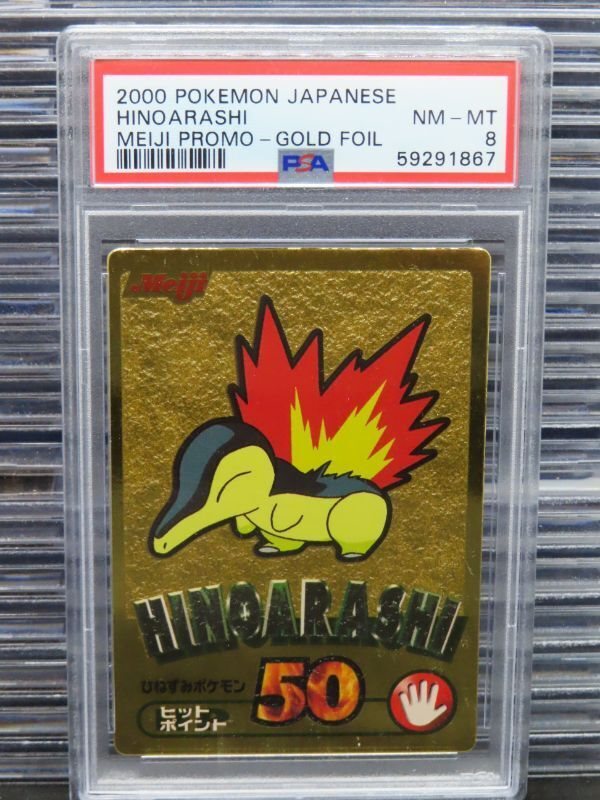 2000 POKEMON JAPANESE
HINOARASHI NM - MT
MEIJI PROMO - GOLD FOIL 8
PSA 59291867
Meiji
HINOARASHI
ひねずみポケモン
50
ヒット
ポイント